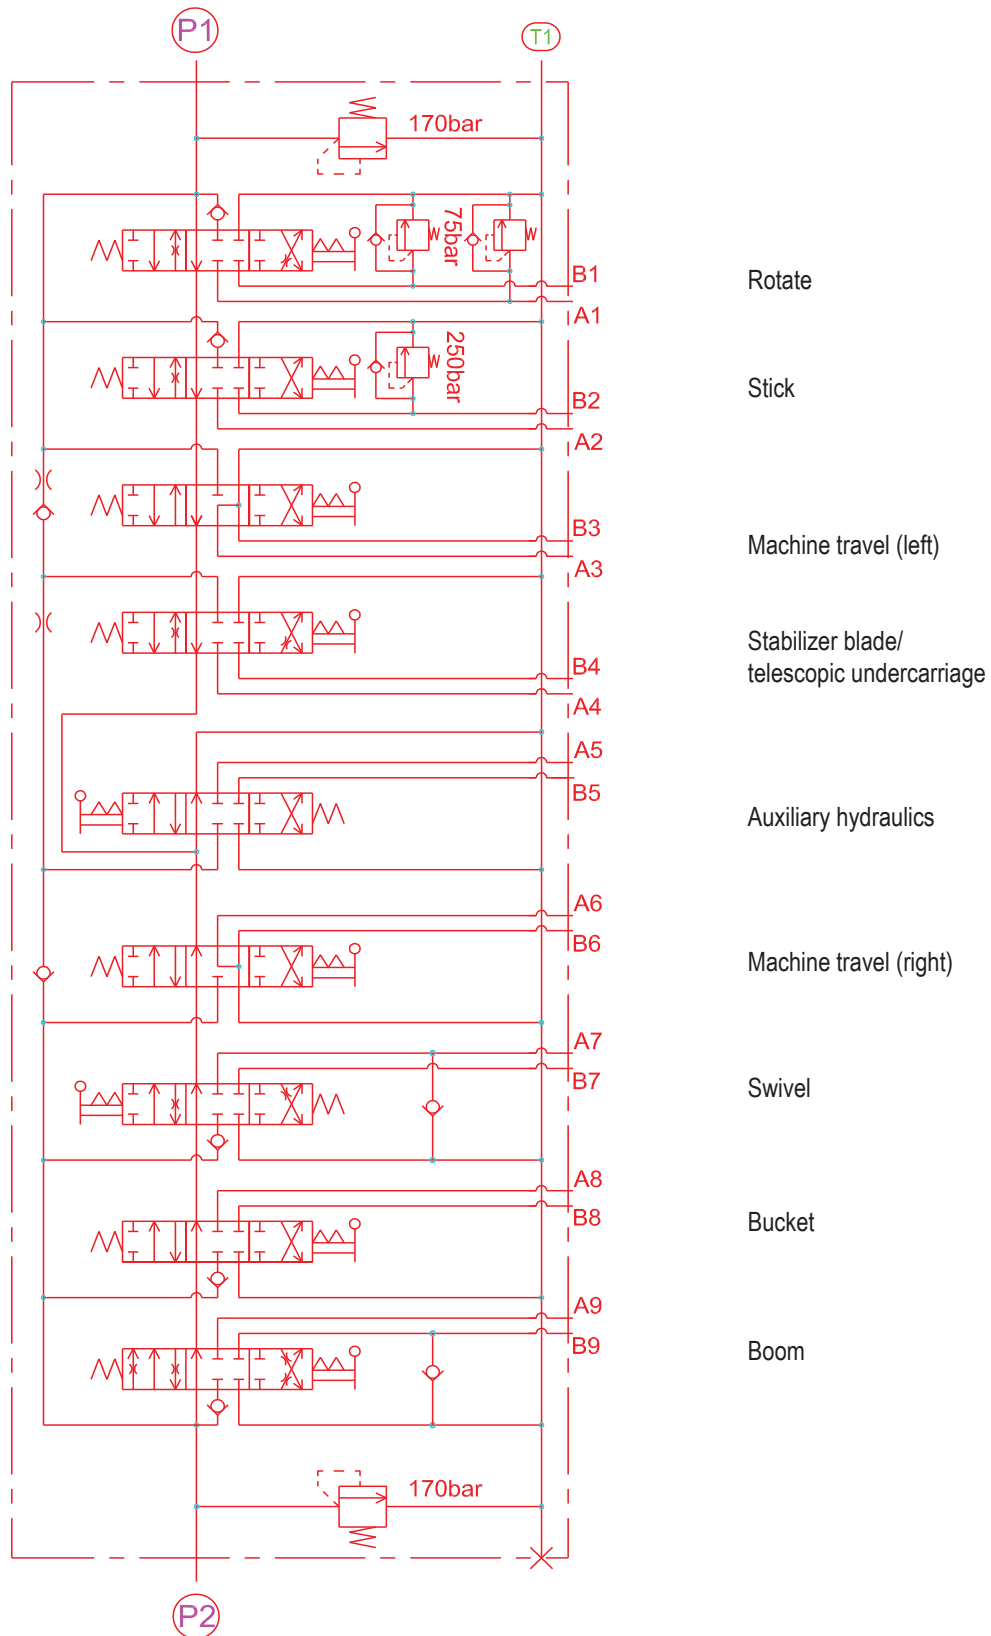 P1
T1
170bar
75bar
B1
Rotate
A1
250bar
Stick
B2
A2
B3
Machine travel (left)
A3
Stabilizer blade/
telescopic undercarriage
B4
A4
A5
B5
Auxiliary hydraulics
A6
B6
Machine travel (right)
A7
B7
Swivel
A8
B8
Bucket
A9
B9
Boom
170bar
P2